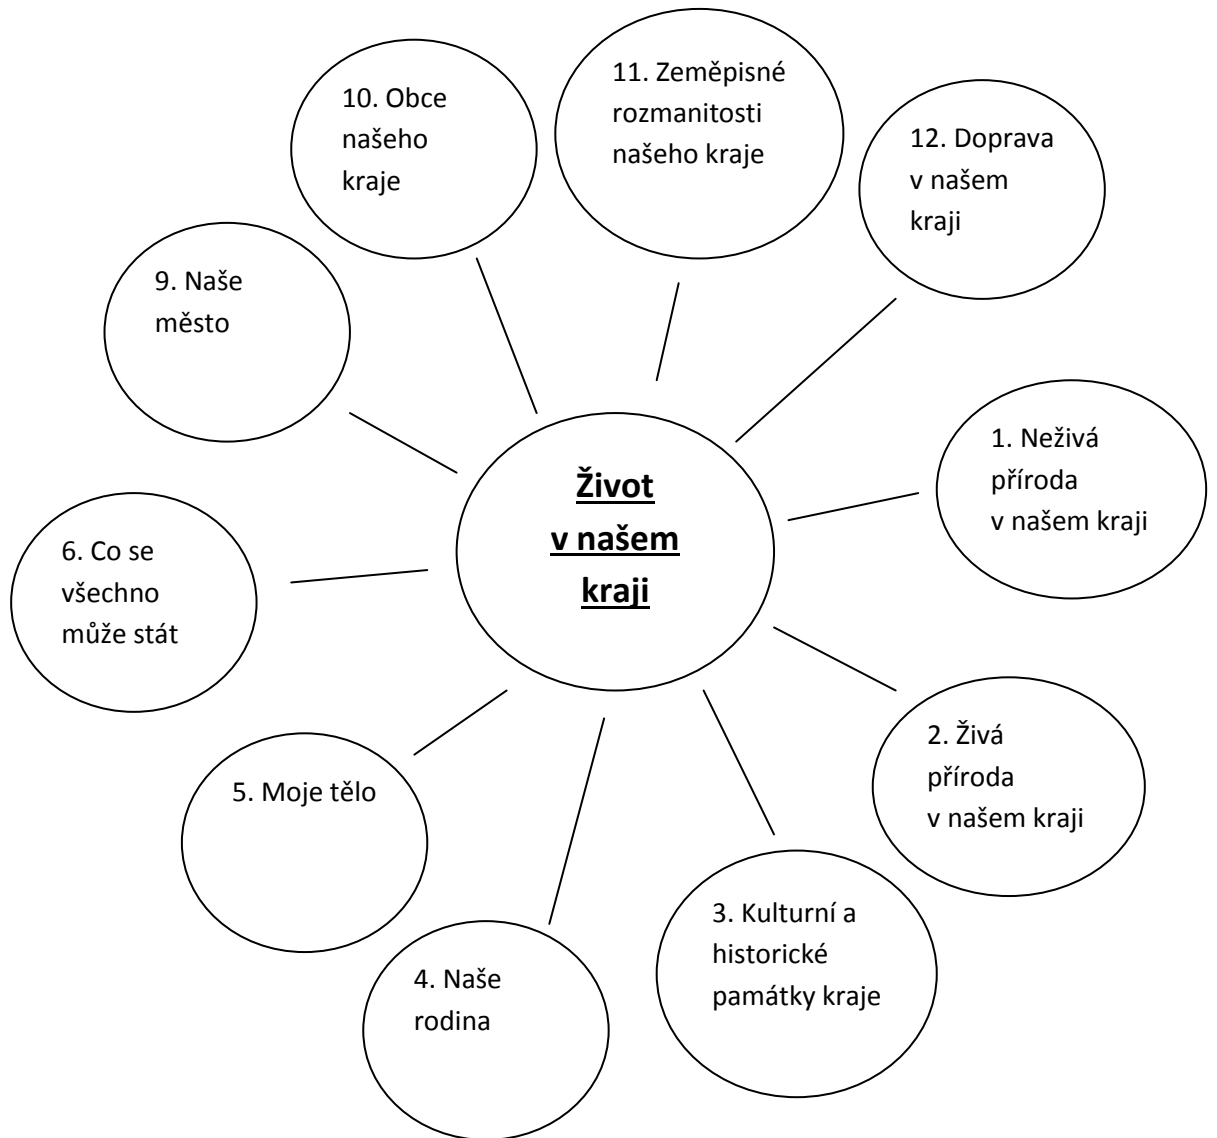 11. Zeměpisné
rozmanitosti
našeho kraje
10. Obce
našeho
kraje
12. Doprava
v našem
kraji
9. Naše
město
1. Neživá
příroda
v našem kraji
Život
v našem
kraji
6. Co se
všechno
může stát
2. Živá
příroda
v našem kraji
5. Moje tělo
3. Kulturní a
historické
památky kraje
4. Naše
rodina